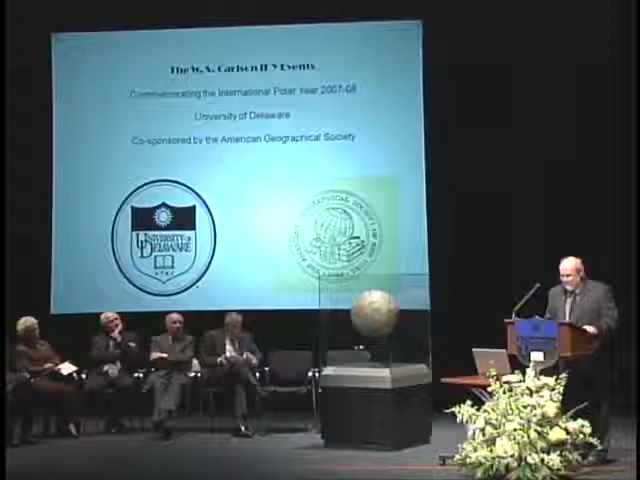 The W.S. Carlson IPY Events
Commemorating the International Polar Year 2007-08
University of Delaware
Co-sponsored by the American Geographical Society
UNIVERSITY OF
DELAWARE